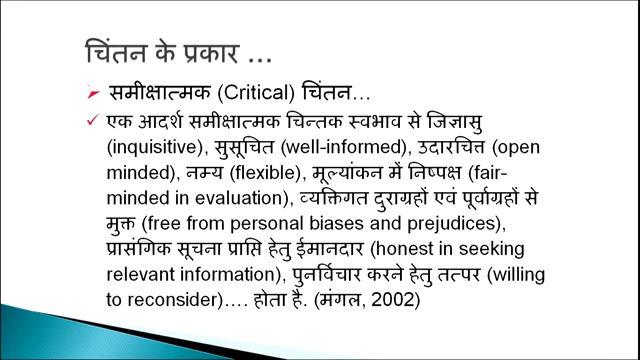 चिंतन के प्रकार ...
समीक्षात्मक (Critical) चिंतन...
एक आदर्श समीक्षात्मक चिन्तक स्वभाव से जिज्ञासु
(inquisitive), सुसूचित (well-informed), उदारचित्त (open
minded), नम्य (flexible), मूल्यांकन में निष्पक्ष (fair-
minded in evaluation), व्यक्तिगत दुराग्रहों एवं पूर्वाग्रहों से
मुक्त (free from personal biases and prejudices),
प्रासंगिक सूचना प्राप्ति हेतु ईमानदार (honest in seeking
relevant information), पुनर्विचार करने हेतु तत्पर (willing
to reconsider).... होता है. (मंगल, 2002)